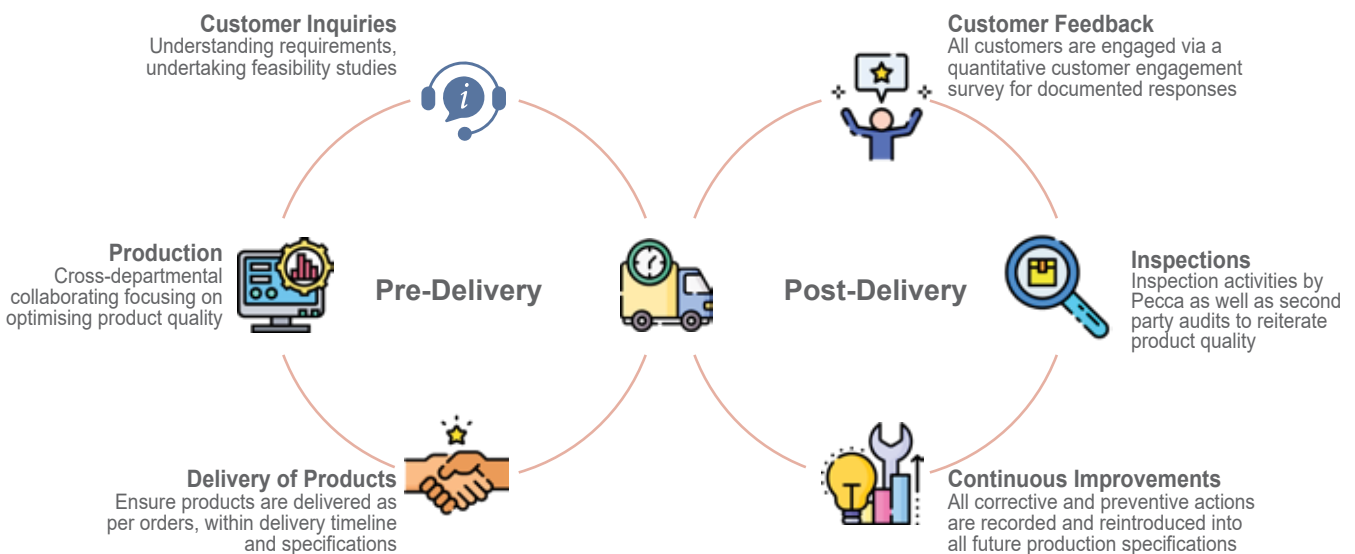 Customer Inquiries
Understanding requirements,
undertaking feasibility studies
i
Production
Cross-departmental
collaborating focusing on
optimising product quality
Pre-Delivery
Delivery of Products
Ensure products are delivered as
per orders, within delivery timeline
and specifications
Customer Feedback
All customers are engaged via a
quantitative customer engagement
survey for documented responses
Post-Delivery
Inspections
Inspection activities by
Pecca as well as second
party audits to reiterate
product quality
Continuous Improvements
All corrective and preventive actions
are recorded and reintroduced into
all future production specifications